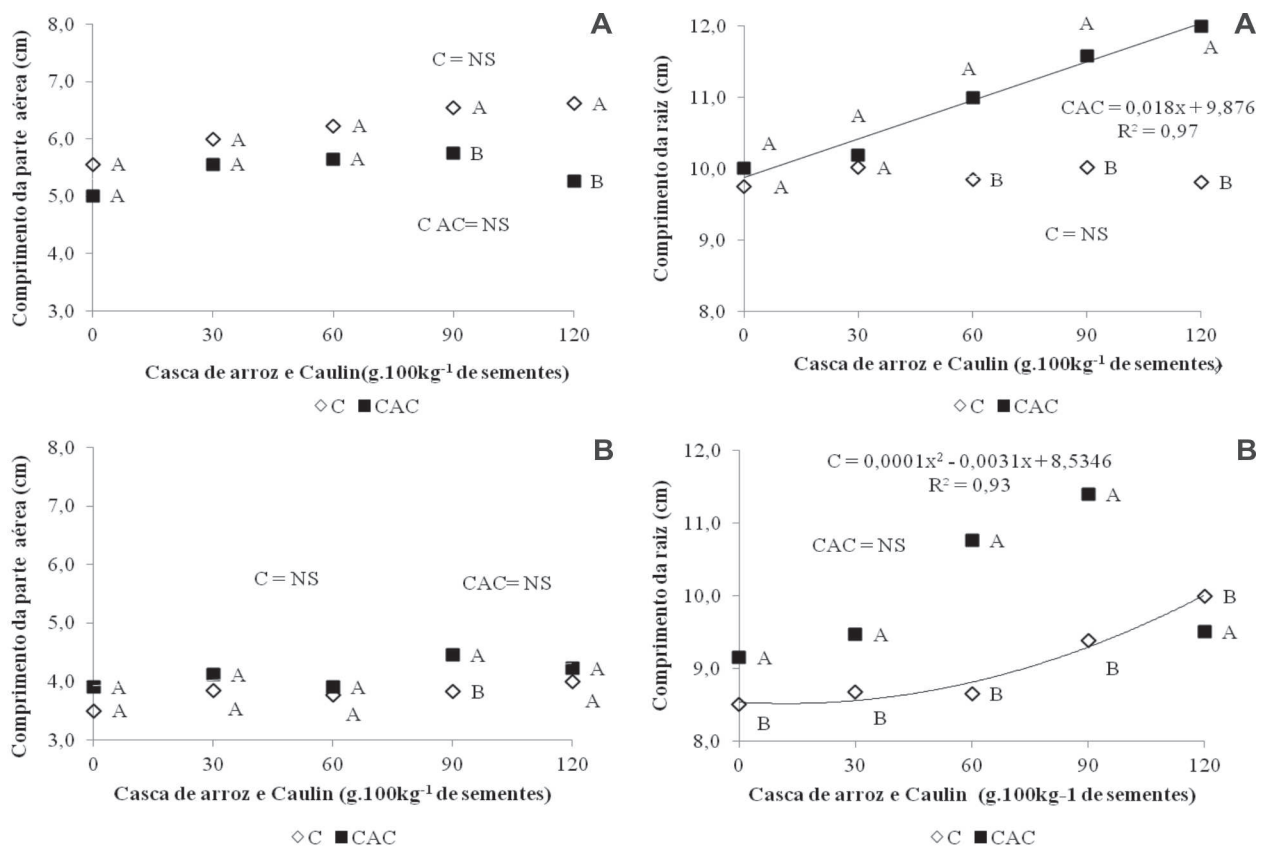 Comprimento da parte aérea (cm)
8,0
7,0
6,0
5,0
4,0
3,0
A
C = NS
A
A
A
A
A
A
A
A
B
B
C AC= NS
0 30 60 90 120
Casca de arroz e Caulin(g.100kg⁻¹ de sementes)
C CAC
Comprimento da raiz (cm)
12,0
11,0
10,0
9,0
8,0
A
A
A
A
A
A
CAC = 0,018x + 9,876
R² = 0,97
A
A
B
B
B
C = NS
0 30 60 90 120
Casca de arroz e Caulin (g.100kg⁻¹ de sementes)
C CAC
Comprimento da parte aérea (cm)
8,0
7,0
6,0
5,0
4,0
3,0
B
C = NS
CAC= NS
A
A
A
A
A
A
A
A
B
A
0 30 60 90 120
Casca de arroz e Caulin (g.100kg⁻¹ de sementes)
C CAC
Comprimento da raiz (cm)
12,0
11,0
10,0
9,0
8,0
B
C = 0,0001x² - 0,0031x + 8,5346
R² = 0,93
CAC = NS
A
A
A
A
A
B
B
B
B
B
0 30 60 90 120
Casca de arroz e Caulin (g.100kg-1 de sementes)
C CAC